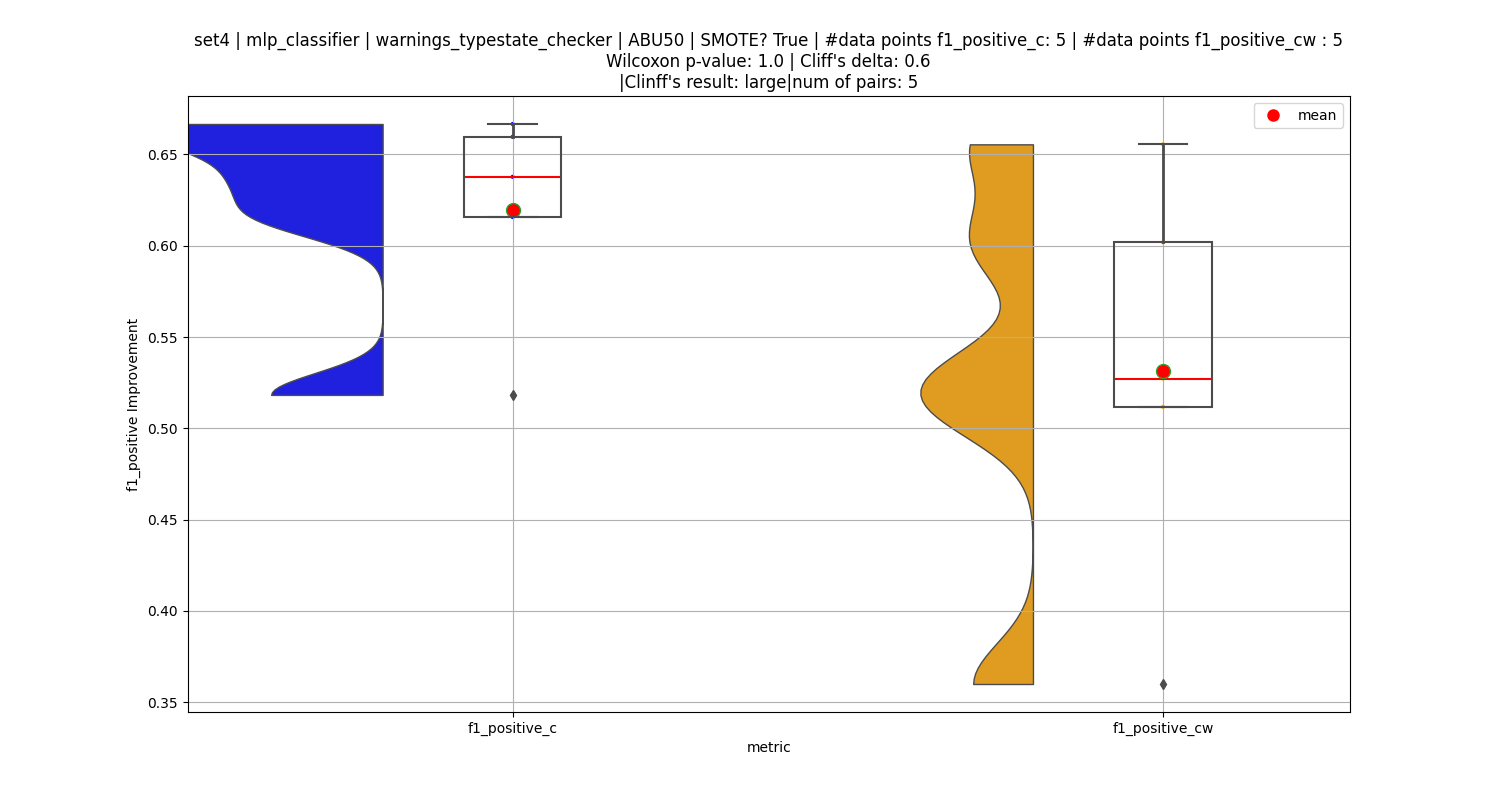 set4 | mlp_classifier | warnings_typestate_checker | ABU50 | SMOTE? True | #data points f1_positive_c: 5 | #data points f1_positive_cw : 5
Wilcoxon p-value: 1.0 | Cliff's delta: 0.6
|Clinff's result: large|num of pairs: 5
mean
0.65
0.60
0.55
0.50
0.45
0.40
0.35
f1_positive Improvement
f1_positive_c
f1_positive_cw
metric